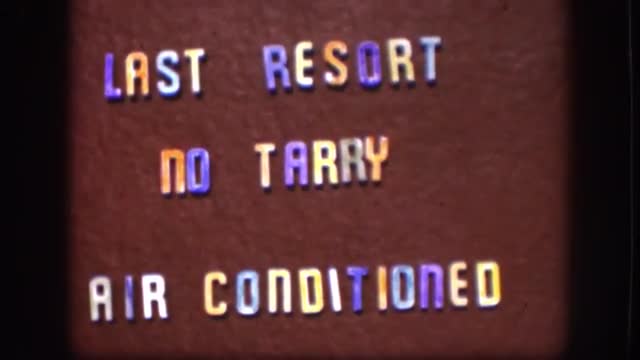 LAST RESORT
NO TARRY
AIR CONDITIONED